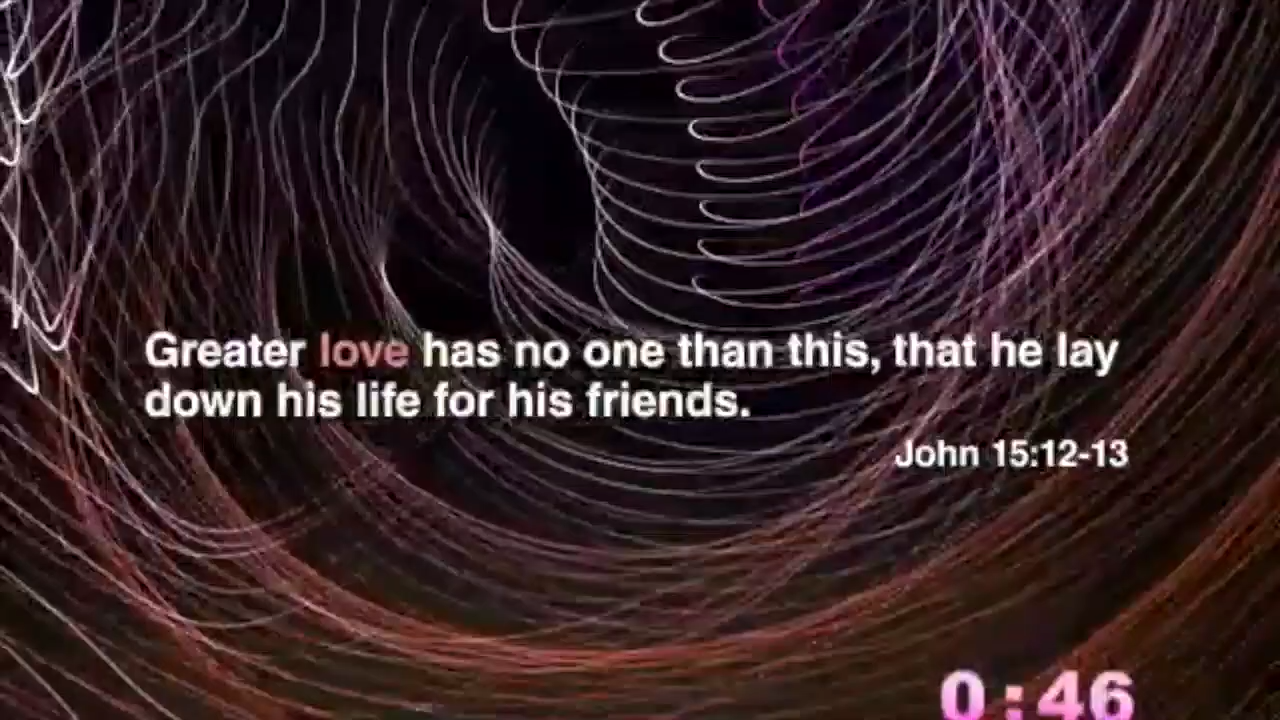 Greater love has no one than this, that he lay
down his life for his friends.
John 15:12-13
0:46